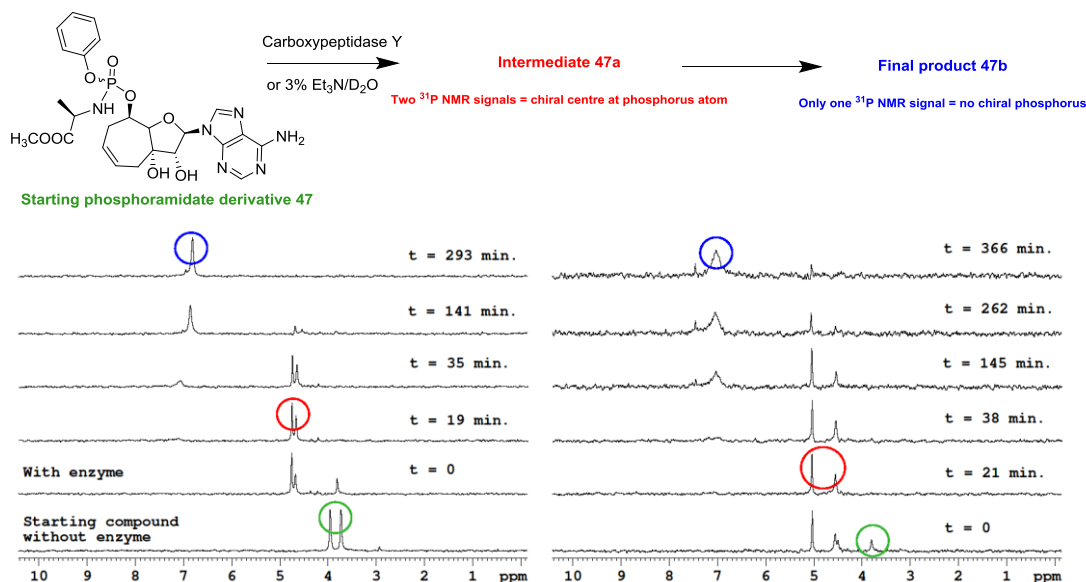 Carboxypeptidase Y
or 3% Et₃N/D₂O
Intermediate 47a
Two ³¹P NMR signals = chiral centre at phosphorus atom
Final product 47b
Only one ³¹P NMR signal = no chiral phosphorus
O
O
P
O
NH
H₃COOC
O
N
N
N
N
NH₂
OH
OH
Starting phosphoramidate derivative 47
t = 293 min.
t = 141 min.
t = 35 min.
t = 19 min.
With enzyme
t = 0
Starting compound
without enzyme
10 9 8 7 6 5 4 3 2 1 ppm
t = 366 min.
t = 262 min.
t = 145 min.
t = 38 min.
t = 21 min.
t = 0
10 9 8 7 6 5 4 3 2 1 ppm